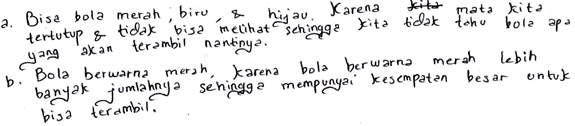 a. Bisa bola merah, biru, & hijau. Karena kita mata kita
tertutup & tidak bisa melihat sehingga kita tidak tahu bola apa
yang akan terambil nantinya.
b. Bola berwarna merah, karena bola berwarna merah lebih
banyak jumlahnya sehingga mempunyai kesempatan besar untuk
bisa terambil.